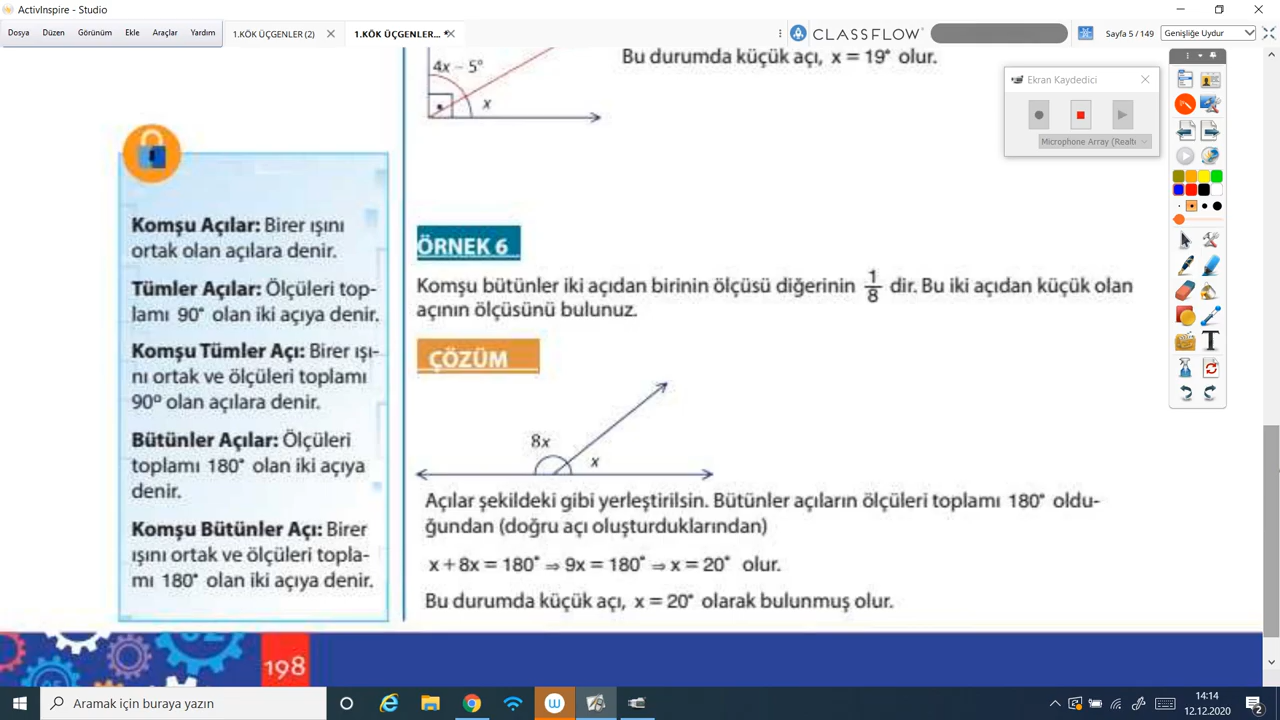 ActivInspire - Studio
Dosya Düzen Görünüm Ekle Araçlar Yardım
1.KÖK ÜÇGENLER (2)
1.KÖK ÜÇGENLER...
CLASSFLOW
Sayfa 5 / 149
Genişliğe Uydur
4x – 5°
x
Bu durumda küçük açı, x = 19° olur.
Ekran Kaydedici
Microphone Array (Realt
Komşu Açılar: Birer ışını
ortak olan açılara denir.
Tümler Açılar: Ölçüleri top-
lamı 90° olan iki açıya denir.
Komşu Tümler Açı: Birer ışı-
nı ortak ve ölçüleri toplamı
90º olan açılara denir.
Bütünler Açılar: Ölçüleri
toplamı 180° olan iki açıya
denir.
Komşu Bütünler Açı: Birer
ışını ortak ve ölçüleri topla-
mı 180° olan iki açıya denir.
ÖRNEK 6
Komşu bütünler iki açıdan birinin ölçüsü diğerinin 1/8 dir. Bu iki açıdan küçük olan
açının ölçüsünü bulunuz.
ÇÖZÜM
8x
x
Açılar şekildeki gibi yerleştirilsin. Bütünler açıların ölçüleri toplamı 180° oldu-
ğundan (doğru açı oluşturduklarından)
x + 8x = 180° ⇒ 9x = 180° ⇒ x = 20° olur.
Bu durumda küçük açı, x = 20° olarak bulunmuş olur.
198
Aramak için buraya yazın
14:14
12.12.2020
2